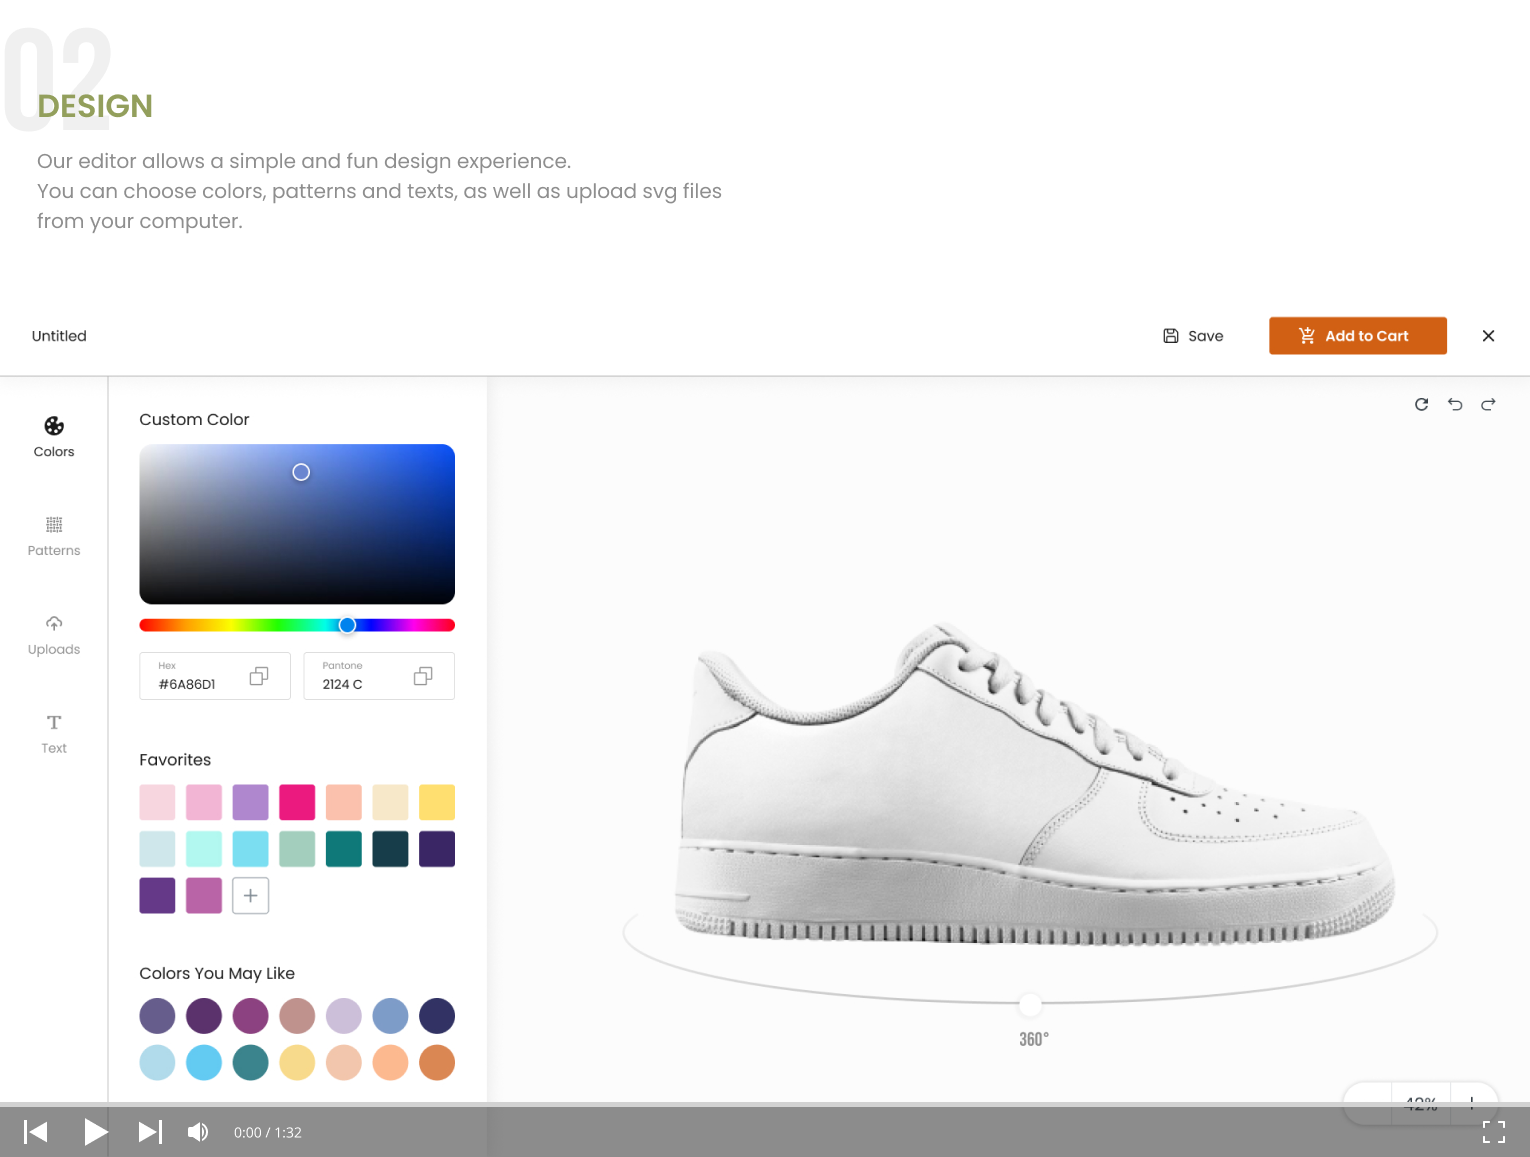 02
DESIGN
Our editor allows a simple and fun design experience.
You can choose colors, patterns and texts, as well as upload svg files
from your computer.
Untitled
Save
Add to Cart
Colors
Patterns
Uploads
Text
Custom Color
Hex
#6A86D1
Pantone
2124 C
Favorites
Colors You May Like
360°
42%
0:00 / 1:32